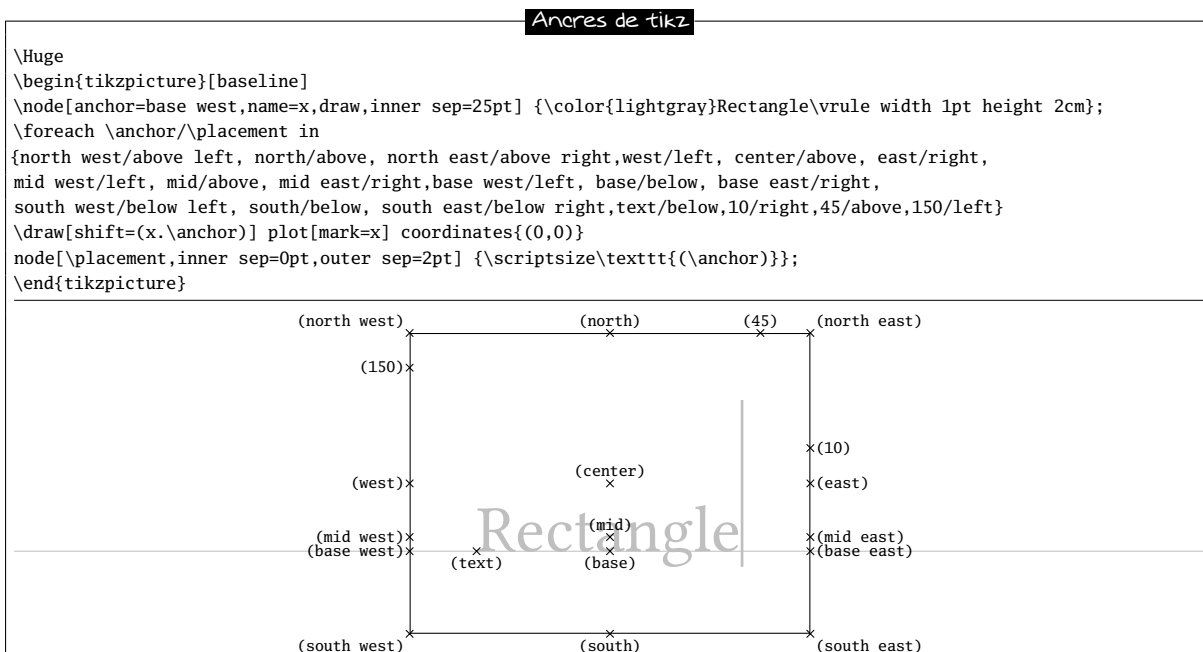 Ancres de tikz
\Huge
\begin{tikzpicture}[baseline]
\node[anchor=base west,name=x,draw,inner sep=25pt] {\color{lightgray}Rectangle\vrule width 1pt height 2cm};
\foreach \anchor/\placement in
{north west/above left, north/above, north east/above right,west/left, center/above, east/right,
mid west/left, mid/above, mid east/right,base west/left, base/below, base east/right,
south west/below left, south/below, south east/below right,text/below,10/right,45/above,150/left}
\draw[shift=(x.\anchor)] plot[mark=x] coordinates{(0,0)}
node[\placement,inner sep=0pt,outer sep=2pt] {\scriptsize\texttt{(\anchor)}};
\end{tikzpicture}
(north west) (north) (45) (north east)
(150)
(10)
(center)
(west) (east)
Rectangle
(mid)
(mid west) (mid east)
(base west) (base east)
(text) (base)
(south west) (south) (south east)